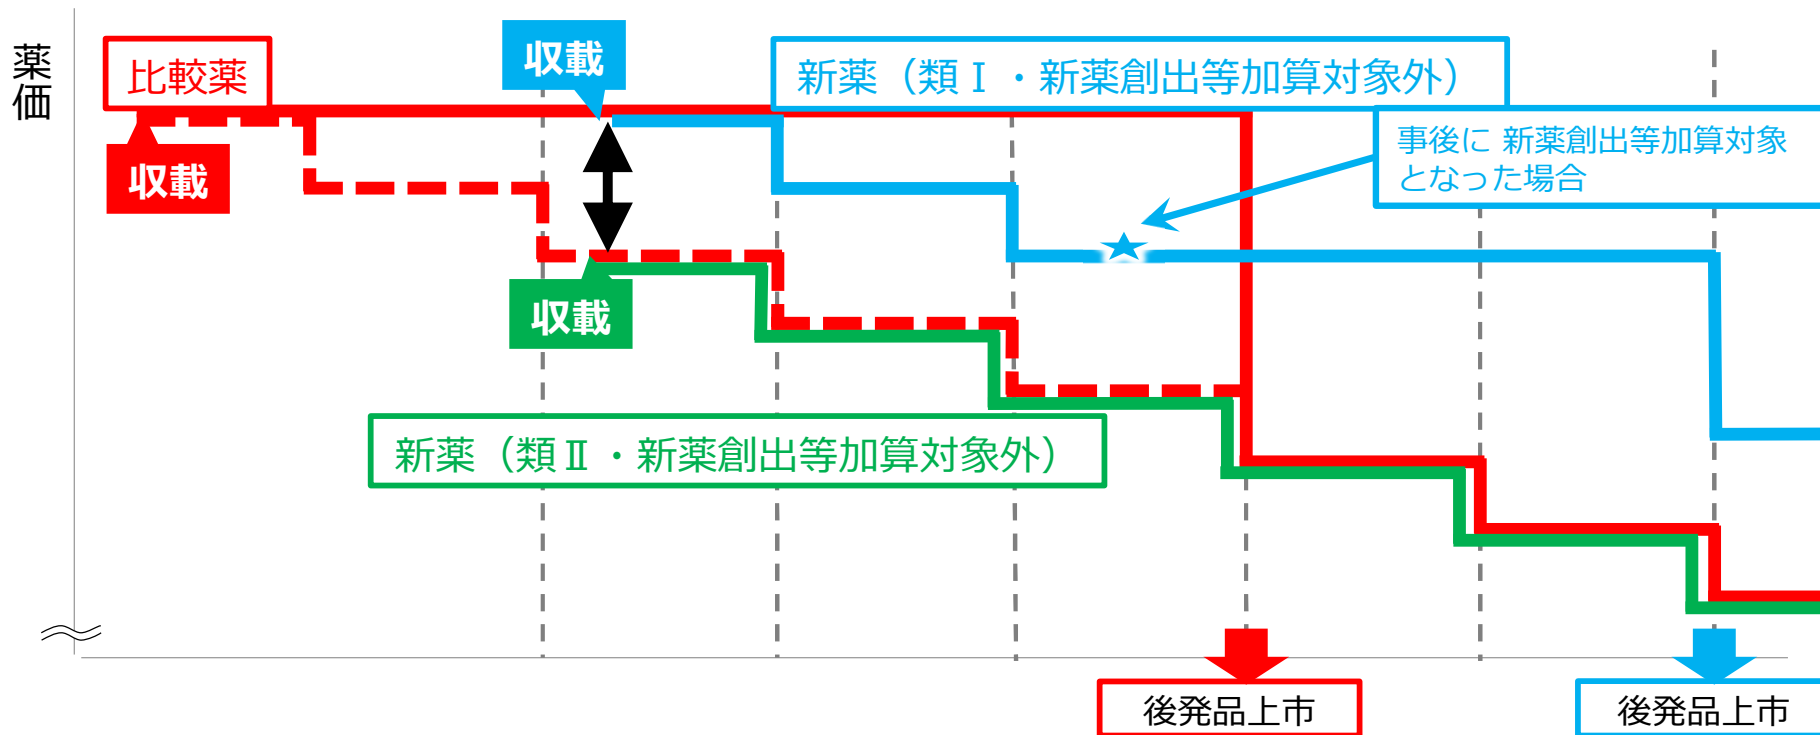 薬価
比較薬
収載
収載
新薬（類Ⅰ・新薬創出等加算対象外）
事後に 新薬創出等加算対象
となった場合
収載
新薬（類Ⅱ・新薬創出等加算対象外）
後発品上市
後発品上市